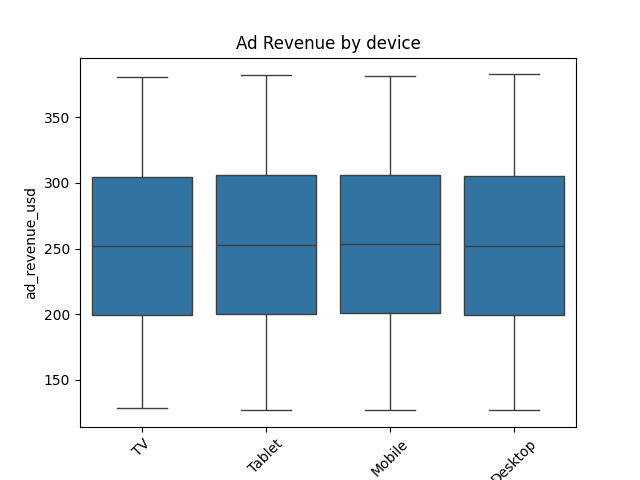 Ad Revenue by device
ad_revenue_usd
350
300
250
200
150
TV
Tablet
Mobile
Desktop